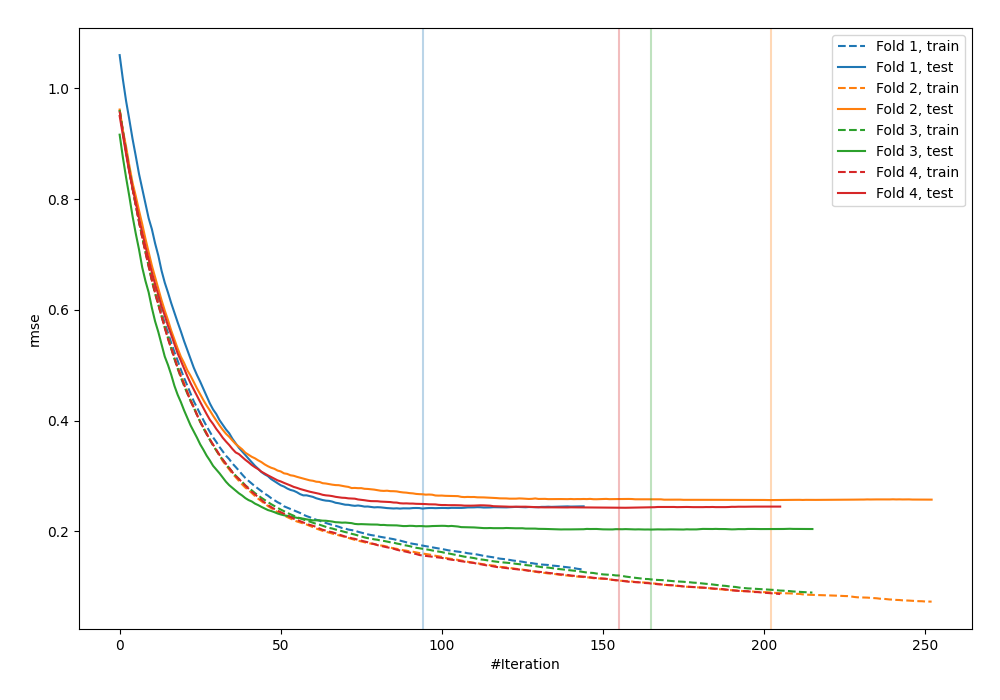 Fold 1, train
Fold 1, test
Fold 2, train
Fold 2, test
Fold 3, train
Fold 3, test
Fold 4, train
Fold 4, test
1.0
0.8
0.6
0.4
0.2
rmse
0 50 100 150 200 250
#Iteration